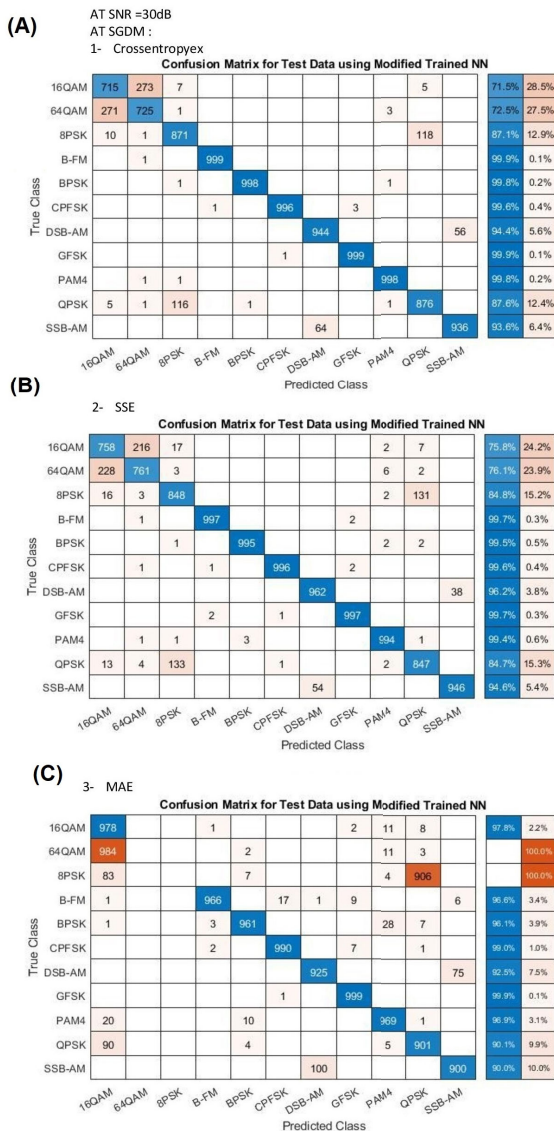 AT SNR =30dB
(A)
AT SGDM :
1- Crossentropyex
Confusion Matrix for Test Data using Modified Trained NN
True Class
16QAM 715 273 7 5 71.5% 28.5%
64QAM 271 725 1 3 72.5% 27.5%
8PSK 10 1 871 118 87.1% 12.9%
B-FM 1 999 99.9% 0.1%
BPSK 1 998 1 99.8% 0.2%
CPFSK 1 996 3 99.6% 0.4%
DSB-AM 944 56 94.4% 5.6%
GFSK 1 999 99.9% 0.1%
PAM4 1 1 998 99.8% 0.2%
QPSK 5 1 116 1 1 876 87.6% 12.4%
SSB-AM 64 936 93.6% 6.4%
16QAM 64QAM 8PSK B-FM BPSK CPFSK DSB-AM GFSK PAM4 QPSK SSB-AM
Predicted Class
(B)
2- SSE
Confusion Matrix for Test Data using Modified Trained NN
True Class
16QAM 758 216 17 2 7 75.8% 24.2%
64QAM 228 761 3 6 2 76.1% 23.9%
8PSK 16 3 848 2 131 84.8% 15.2%
B-FM 1 997 2 99.7% 0.3%
BPSK 1 995 2 2 99.5% 0.5%
CPFSK 1 1 996 2 99.6% 0.4%
DSB-AM 962 38 96.2% 3.8%
GFSK 2 1 997 99.7% 0.3%
PAM4 1 1 3 994 1 99.4% 0.6%
QPSK 13 4 133 1 2 847 84.7% 15.3%
SSB-AM 54 946 94.6% 5.4%
16QAM 64QAM 8PSK B-FM BPSK CPFSK DSB-AM GFSK PAM4 QPSK SSB-AM
Predicted Class
(C)
3- MAE
Confusion Matrix for Test Data using Modified Trained NN
True Class
16QAM 978 1 2 11 8 97.8% 2.2%
64QAM 984 2 11 3 100.0%
8PSK 83 7 4 906 100.0%
B-FM 1 966 17 1 9 6 96.6% 3.4%
BPSK 1 3 961 28 7 96.1% 3.9%
CPFSK 2 990 7 1 99.0% 1.0%
DSB-AM 925 75 92.5% 7.5%
GFSK 1 999 99.9% 0.1%
PAM4 20 10 969 1 96.9% 3.1%
QPSK 90 4 5 901 90.1% 9.9%
SSB-AM 100 900 90.0% 10.0%
16QAM 64QAM 8PSK B-FM BPSK CPFSK DSB-AM GFSK PAM4 QPSK SSB-AM
Predicted Class